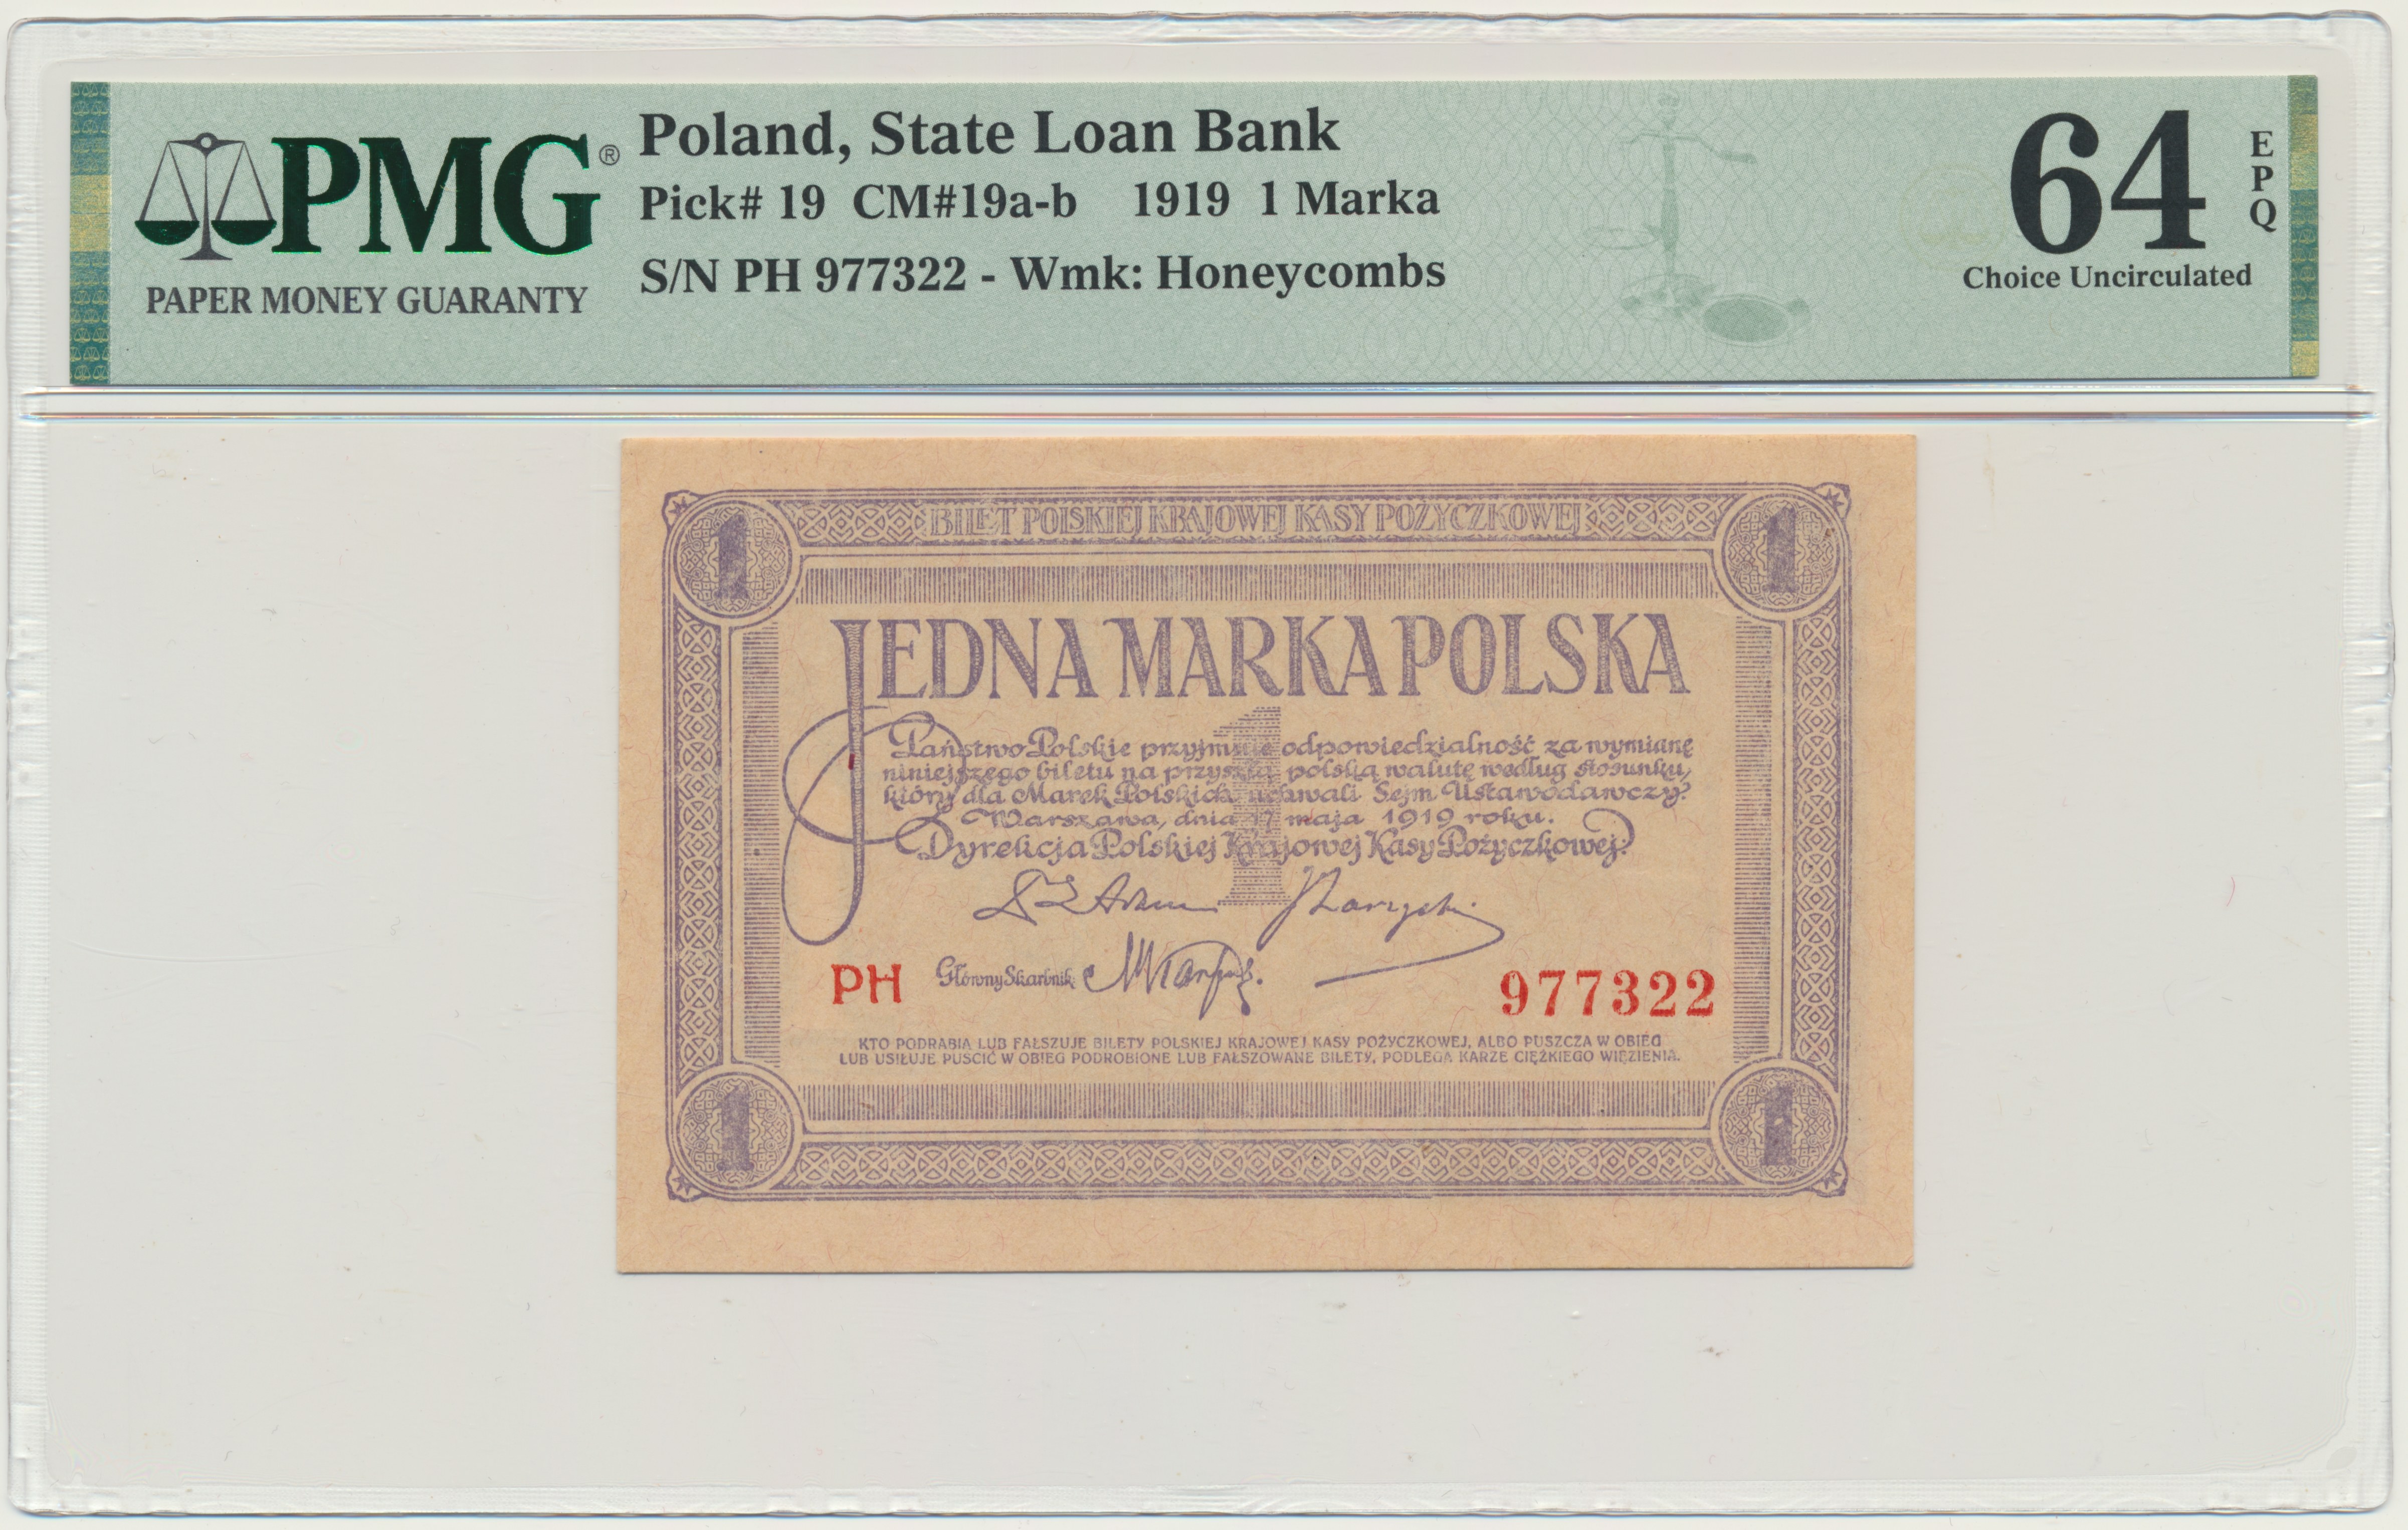 PMG®
PAPER MONEY GUARANTY
Poland, State Loan Bank
Pick# 19 CM#19a-b 1919 1 Marka
S/N PH 977322 - Wmk: Honeycombs
64 EPQ
Choice Uncirculated
BILET POLSKIEJ KRAJOWEJ KASY POŻYCZKOWEJ
1 1
JEDNA MARKA POLSKA
1
Państwo Polskie przyjmuje odpowiedzialność za wymianę
niniejszego biletu na przyszłą polską walutę według stosunku,
który dla Marek Polskich uchwali Sejm Ustawodawczy.
Warszawa, dnia 17 maja 1919 roku.
Dyrekcja Polskiej Krajowej Kasy Pożyczkowej
PH Główny Skarbnik 977322
KTO PODRABIA LUB FAŁSZUJE BILETY POLSKIEJ KRAJOWEJ KASY POŻYCZKOWEJ, ALBO PUSZCZA W OBIEG
LUB USIŁUJE PUŚCIĆ W OBIEG PODROBIONE LUB FAŁSZOWANE BILETY, PODLEGA KARZE CIĘŻKIEGO WIĘZIENIA.
1 1